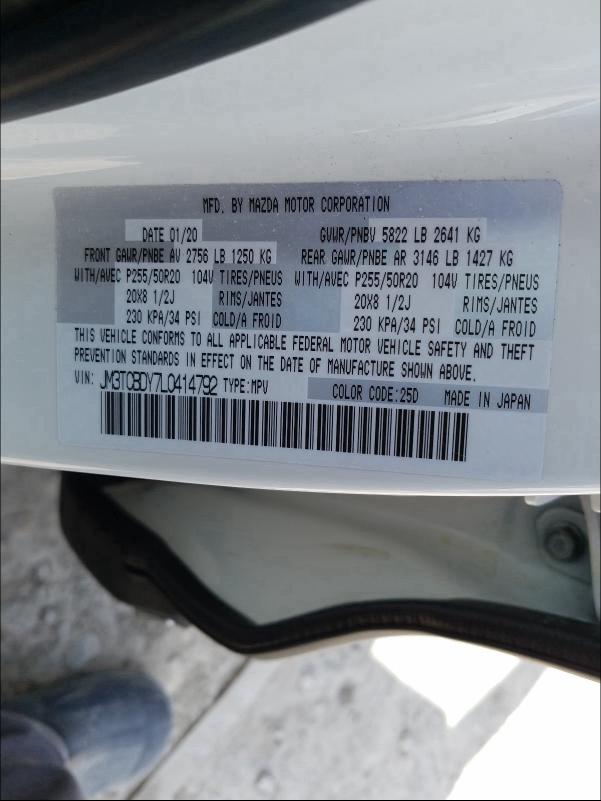 MFD. BY MAZDA MOTOR CORPORATION
DATE 01/20 GVWR/PNBV 5822 LB 2641 KG
FRONT GAWR/PNBE AV 2756 LB 1250 KG REAR GAWR/PNBE AR 3146 LB 1427 KG
WITH/AVEC P255/50R20 104V TIRES/PNEUS WITH/AVEC P255/50R20 104V TIRES/PNEUS
20X8 1/2J RIMS/JANTES 20X8 1/2J RIMS/JANTES
230 KPA/34 PSI COLD/A FROID 230 KPA/34 PSI COLD/A FROID
THIS VEHICLE CONFORMS TO ALL APPLICABLE FEDERAL MOTOR VEHICLE SAFETY AND THEFT
PREVENTION STANDARDS IN EFFECT ON THE DATE OF MANUFACTURE SHOWN ABOVE.
VIN: JM3TCBDY7L0414792 TYPE:MPV COLOR CODE:25D MADE IN JAPAN